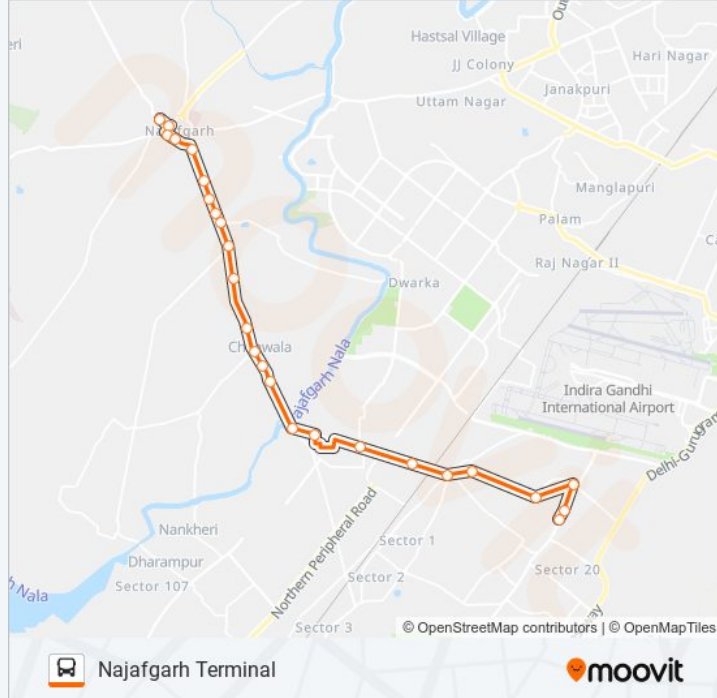 Hastsal Village
JJ Colony
Hari Nagar
Janakpuri
Uttam Nagar
Najafgarh
Manglapuri
Palam
Raj Nagar II
Dwarka
Najafgarh Nala
Indira Gandhi
International Airport
Nankheri
Dharampur
Sector 107
Northern Peripheral Road
Sector 1
Sector 2
Sector 20
Sector 3
© OpenStreetMap contributors | © OpenMapTiles
Najafgarh Terminal
moovit